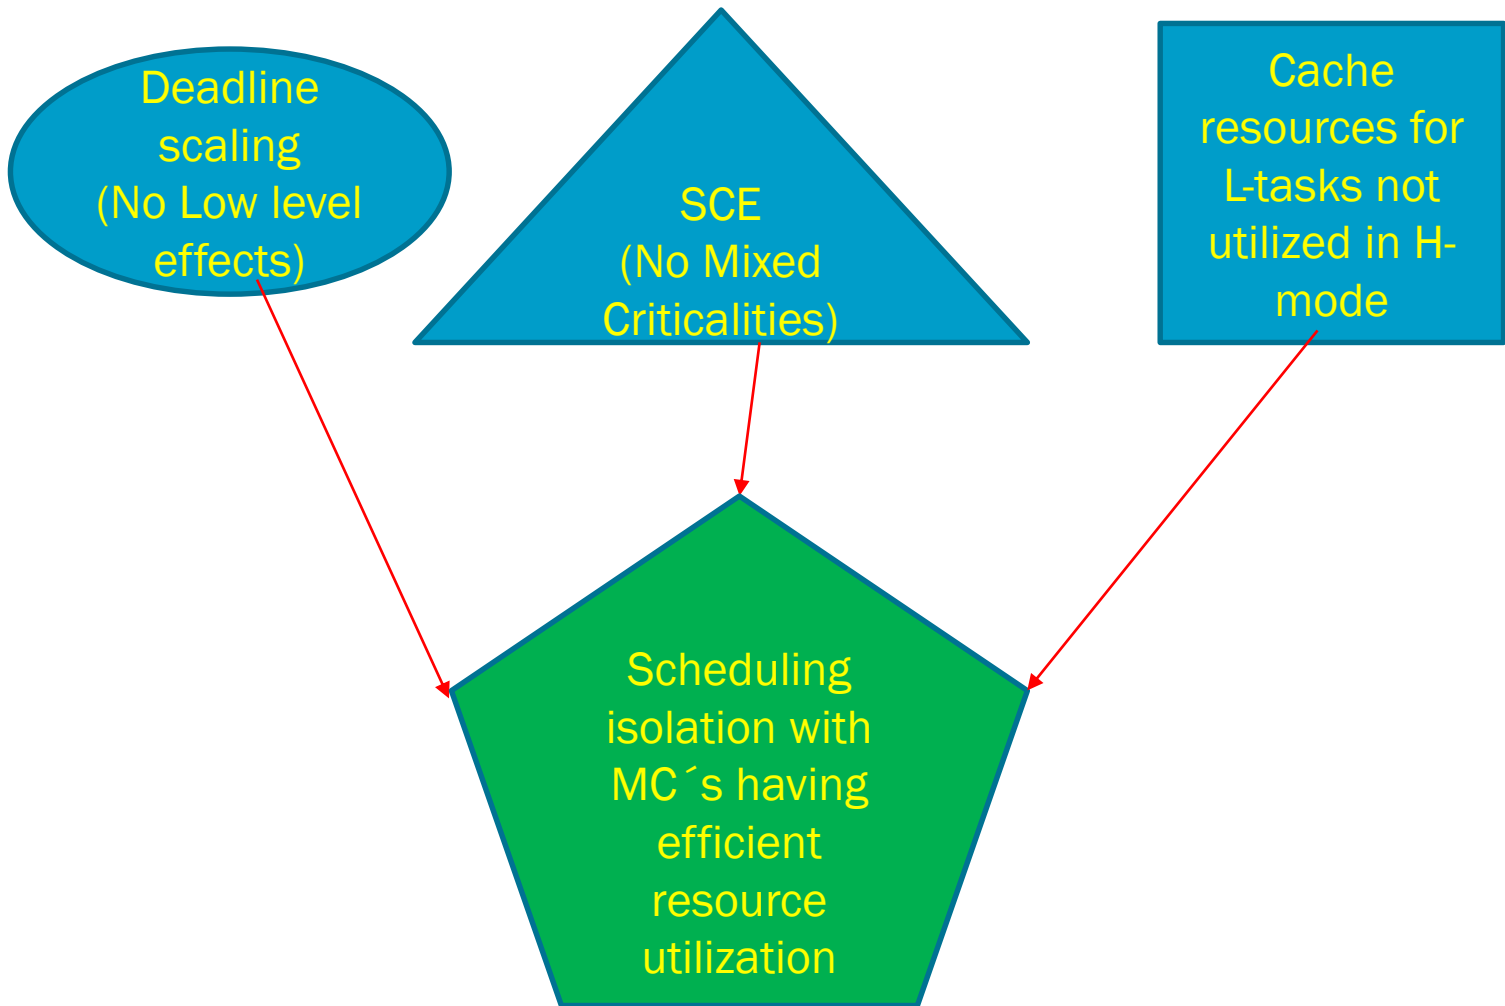 Deadline
scaling
(No Low level
effects)
SCE
(No Mixed
Criticalities)
Cache
resources for
L-tasks not
utilized in H-
mode
Scheduling
isolation with
MC´s having
efficient
resource
utilization